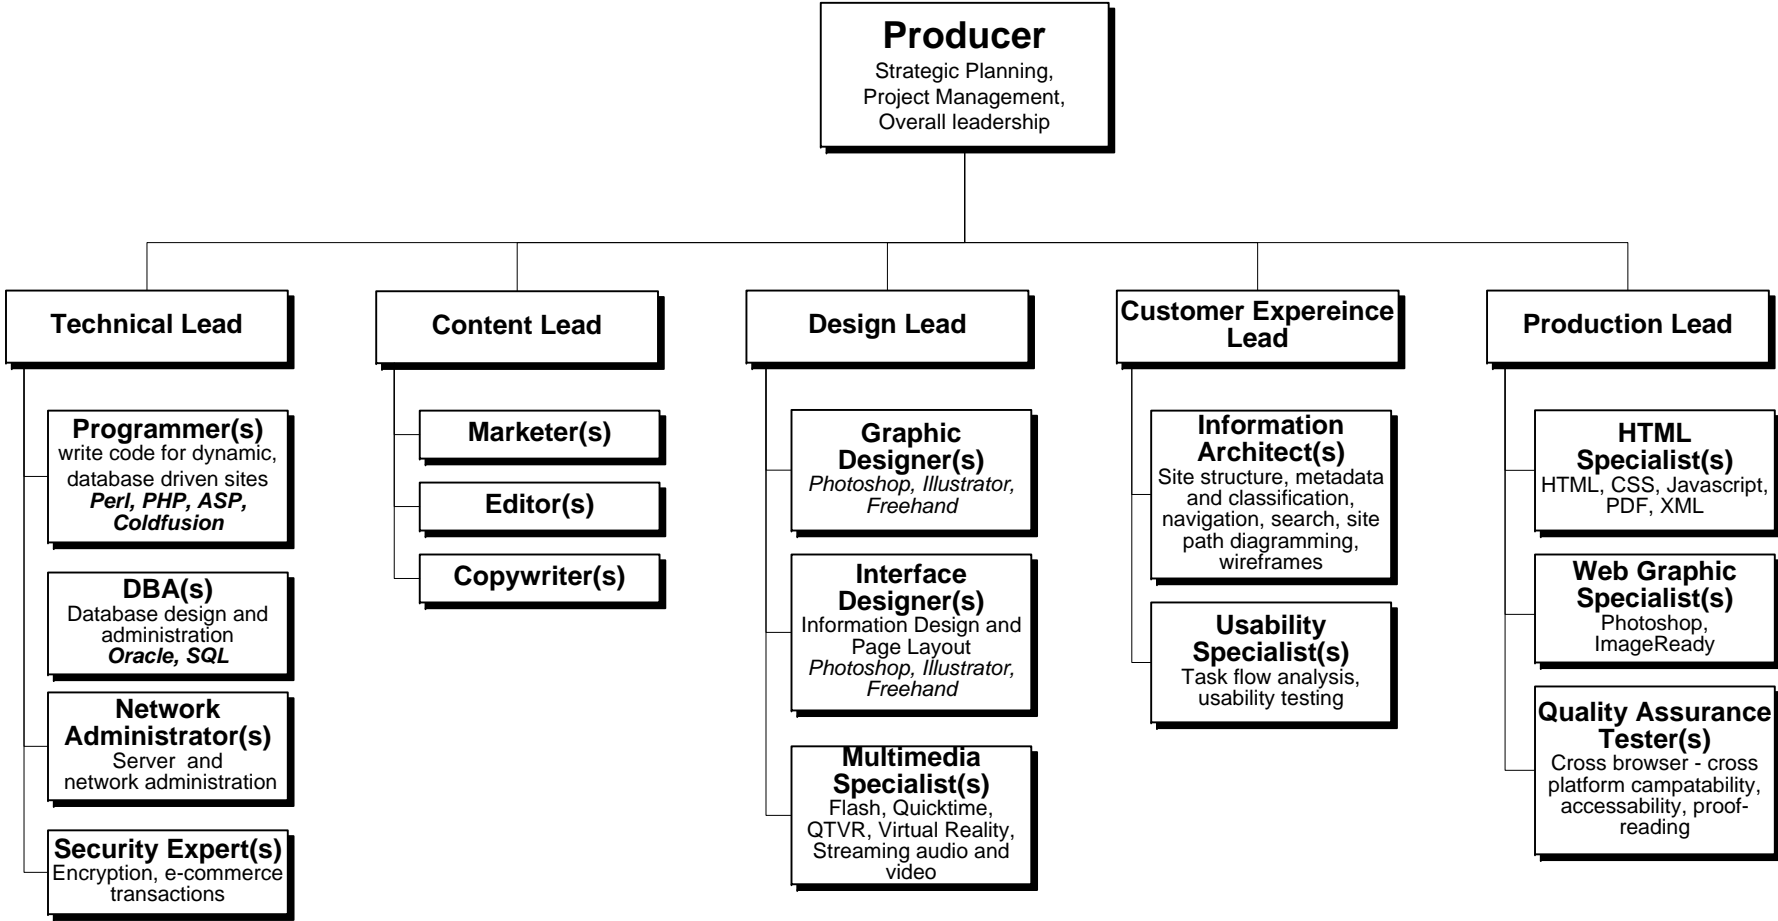 Producer
Strategic Planning,
Project Management,
Overall leadership
Technical Lead
Content Lead
Design Lead
Customer Expereince
Lead
Production Lead
Programmer(s)
write code for dynamic,
database driven sites
Perl, PHP, ASP,
Coldfusion
DBA(s)
Database design and
administration
Oracle, SQL
Network
Administrator(s)
Server and
network administration
Security Expert(s)
Encryption, e-commerce
transactions
Marketer(s)
Editor(s)
Copywriter(s)
Graphic
Designer(s)
Photoshop, Illustrator,
Freehand
Interface
Designer(s)
Information Design and
Page Layout
Photoshop, Illustrator,
Freehand
Multimedia
Specialist(s)
Flash, Quicktime,
QTVR, Virtual Reality,
Streaming audio and
video
Information
Architect(s)
Site structure, metadata
and classification,
navigation, search, site
path diagramming,
wireframes
Usability
Specialist(s)
Task flow analysis,
usability testing
HTML
Specialist(s)
HTML, CSS, Javascript,
PDF, XML
Web Graphic
Specialist(s)
Photoshop,
ImageReady
Quality Assurance
Tester(s)
Cross browser - cross
platform campatability,
accessability, proof-
reading